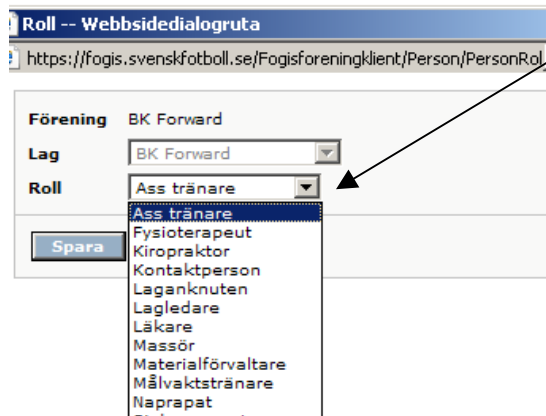 Roll -- Webbsidedialogruta
https://fogis.svenskfotboll.se/Fogisforeningklient/Person/PersonRol
Förening BK Forward
Lag BK Forward
Roll Ass tränare
Ass tränare
Fysioterapeut
Kiropraktor
Kontaktperson
Laganknuten
Lagledare
Läkare
Massör
Materialförvaltare
Målvaktstränare
Naprapat
Spara